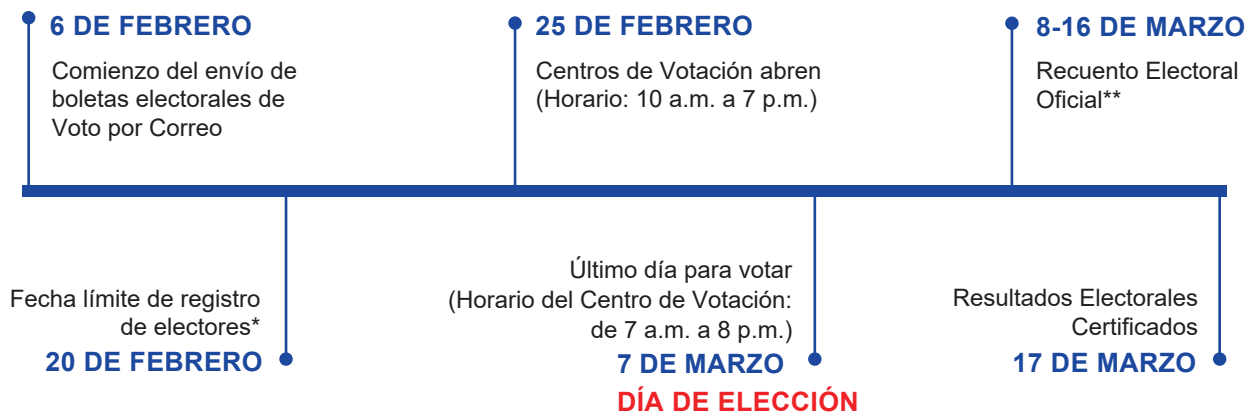 6 DE FEBRERO
Comienzo del envío de
boletas electorales de
Voto por Correo
25 DE FEBRERO
Centros de Votación abren
(Horario: 10 a.m. a 7 p.m.)
8-16 DE MARZO
Recuento Electoral
Oficial**
Fecha límite de registro
de electores*
20 DE FEBRERO
Último día para votar
(Horario del Centro de Votación:
de 7 a.m. a 8 p.m.)
7 DE MARZO
DÍA DE ELECCIÓN
Resultados Electorales
Certificados
17 DE MARZO